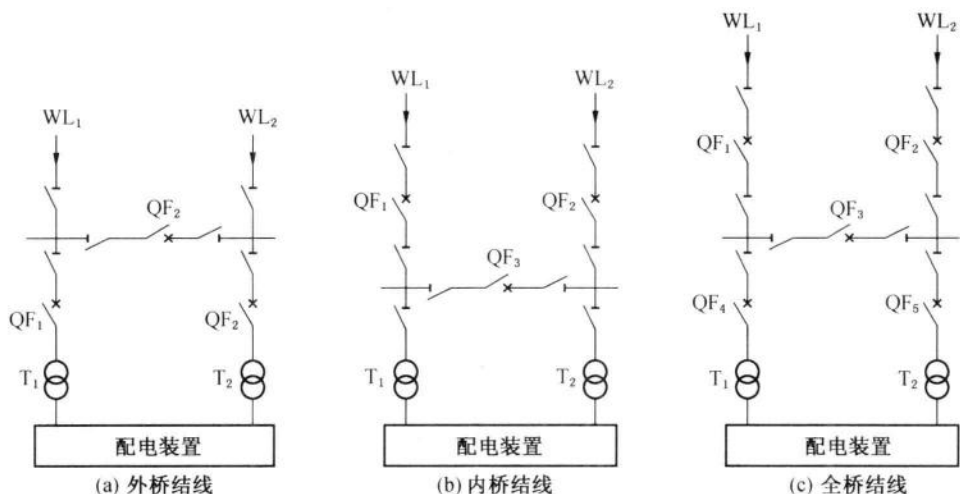 WL₁
WL₂
QF₂
QF₁
QF₂
T₁
T₂
配电装置
(a) 外桥结线
WL₁
WL₂
QF₁
QF₂
QF₃
T₁
T₂
配电装置
(b) 内桥结线
WL₁
WL₂
QF₁
QF₂
QF₃
QF₄
QF₅
T₁
T₂
配电装置
(c) 全桥结线